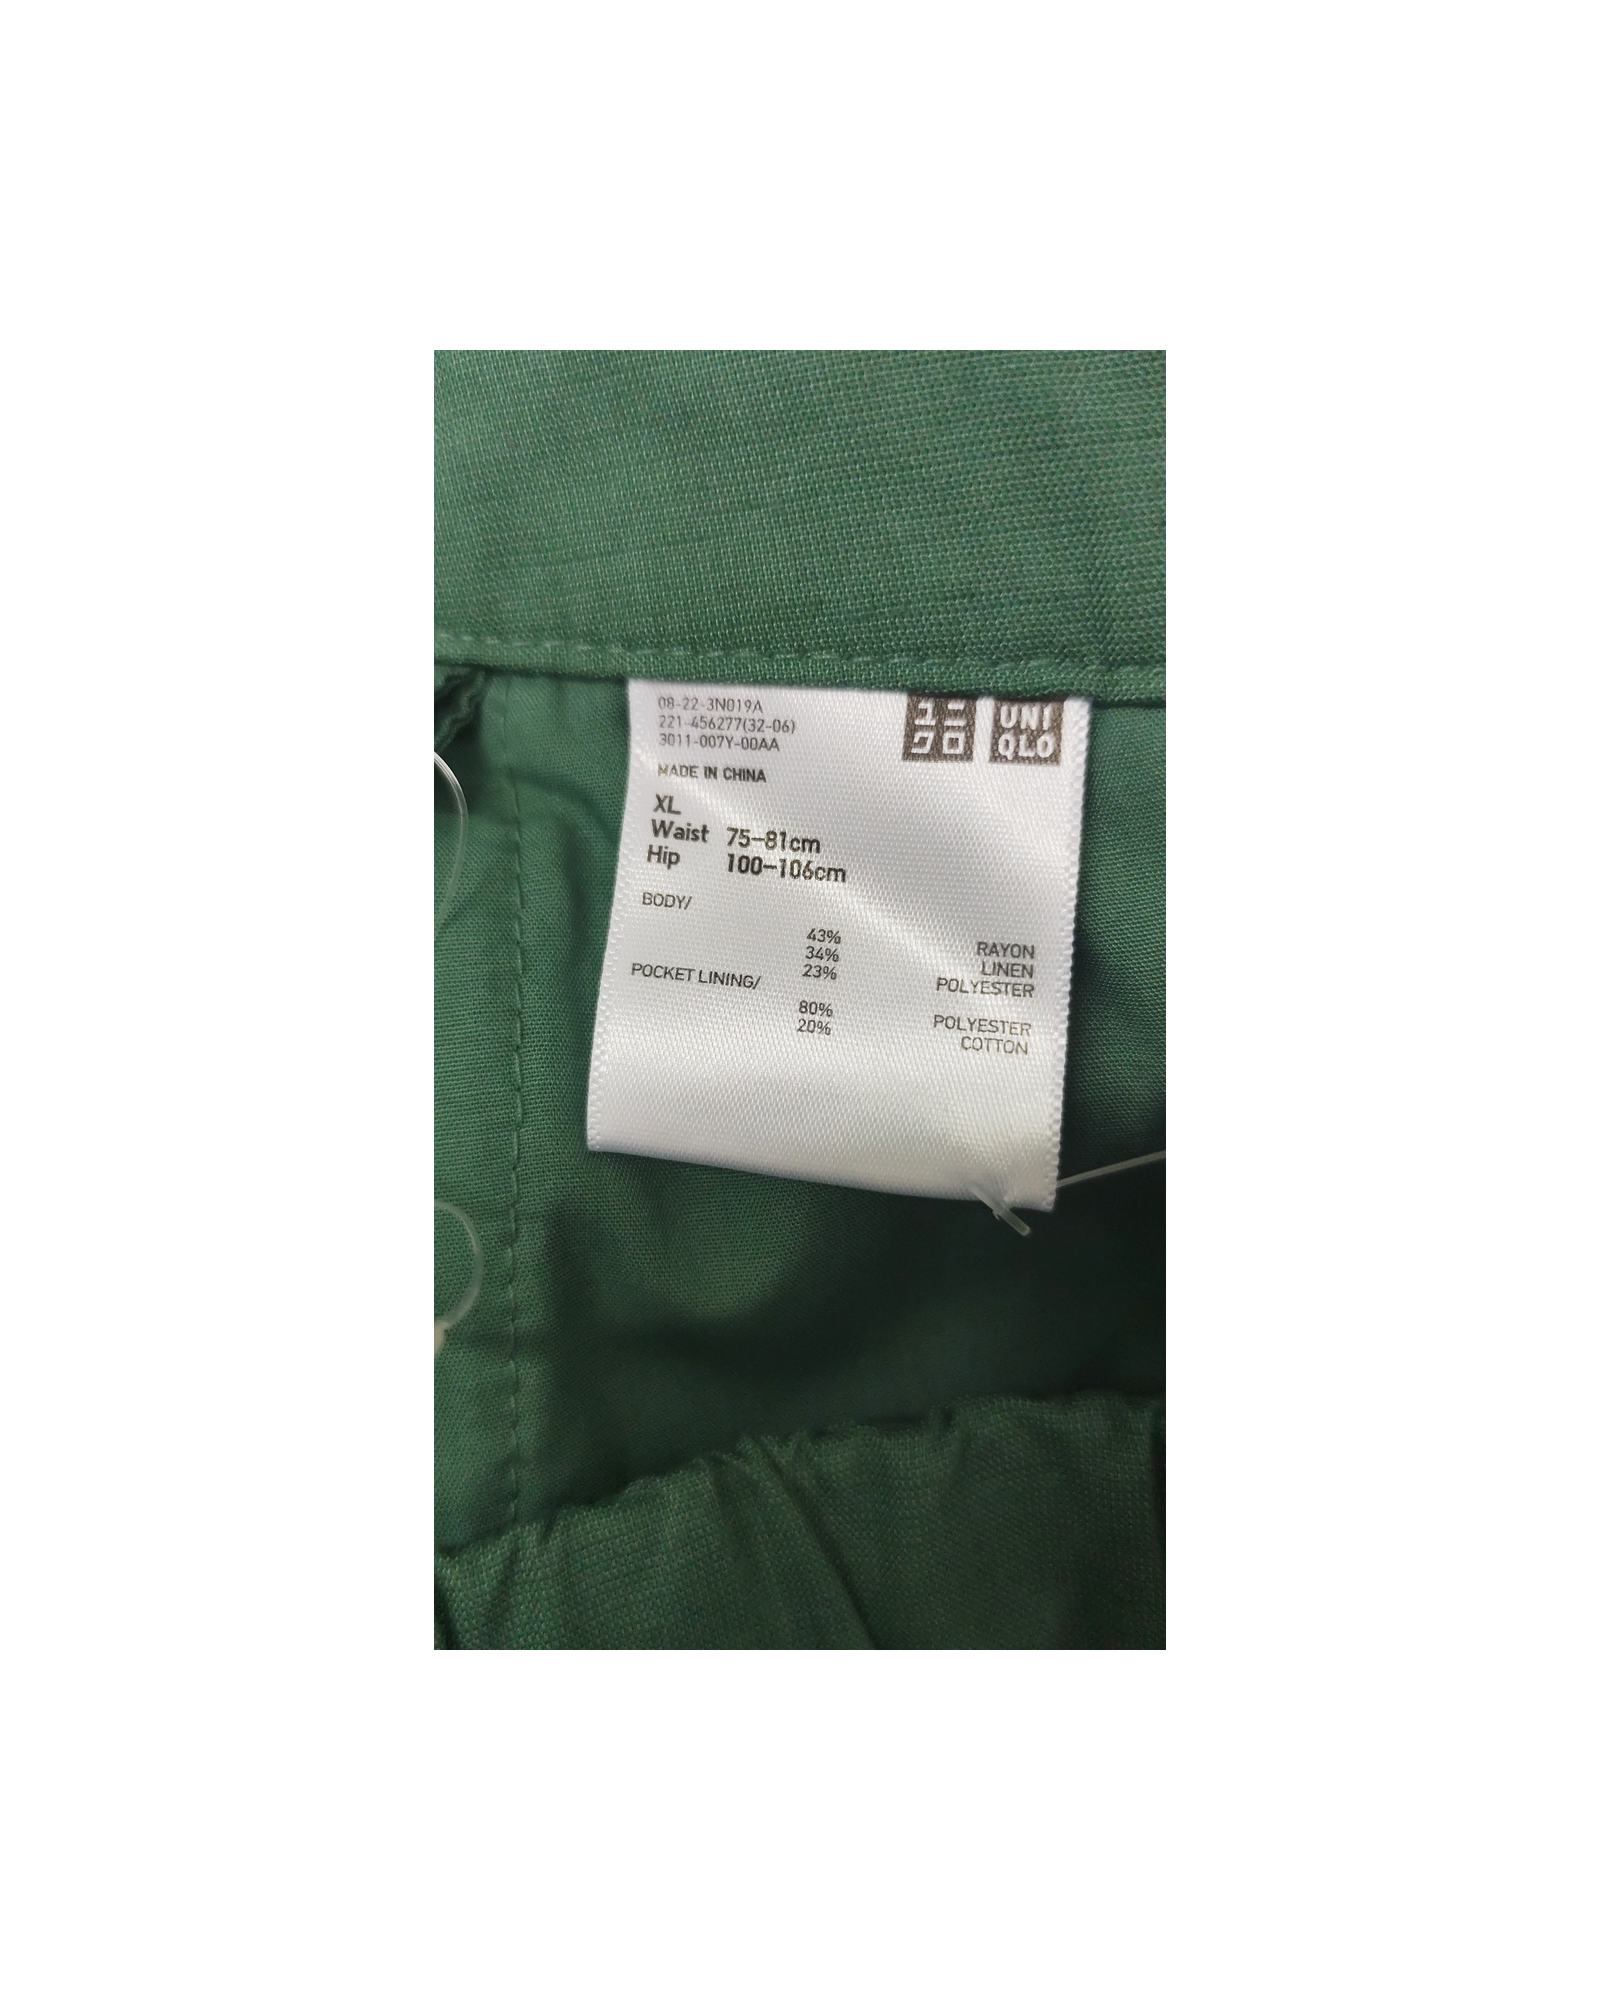 08-22-3N019A
221-456277(32-06)
3011-007Y-00AA
ユニ
クロ
UNI
QLO
MADE IN CHINA
XL
Waist 75-81cm
Hip 100-106cm
BODY/
43% RAYON
34% LINEN
23% POLYESTER
POCKET LINING/
80% POLYESTER
20% COTTON